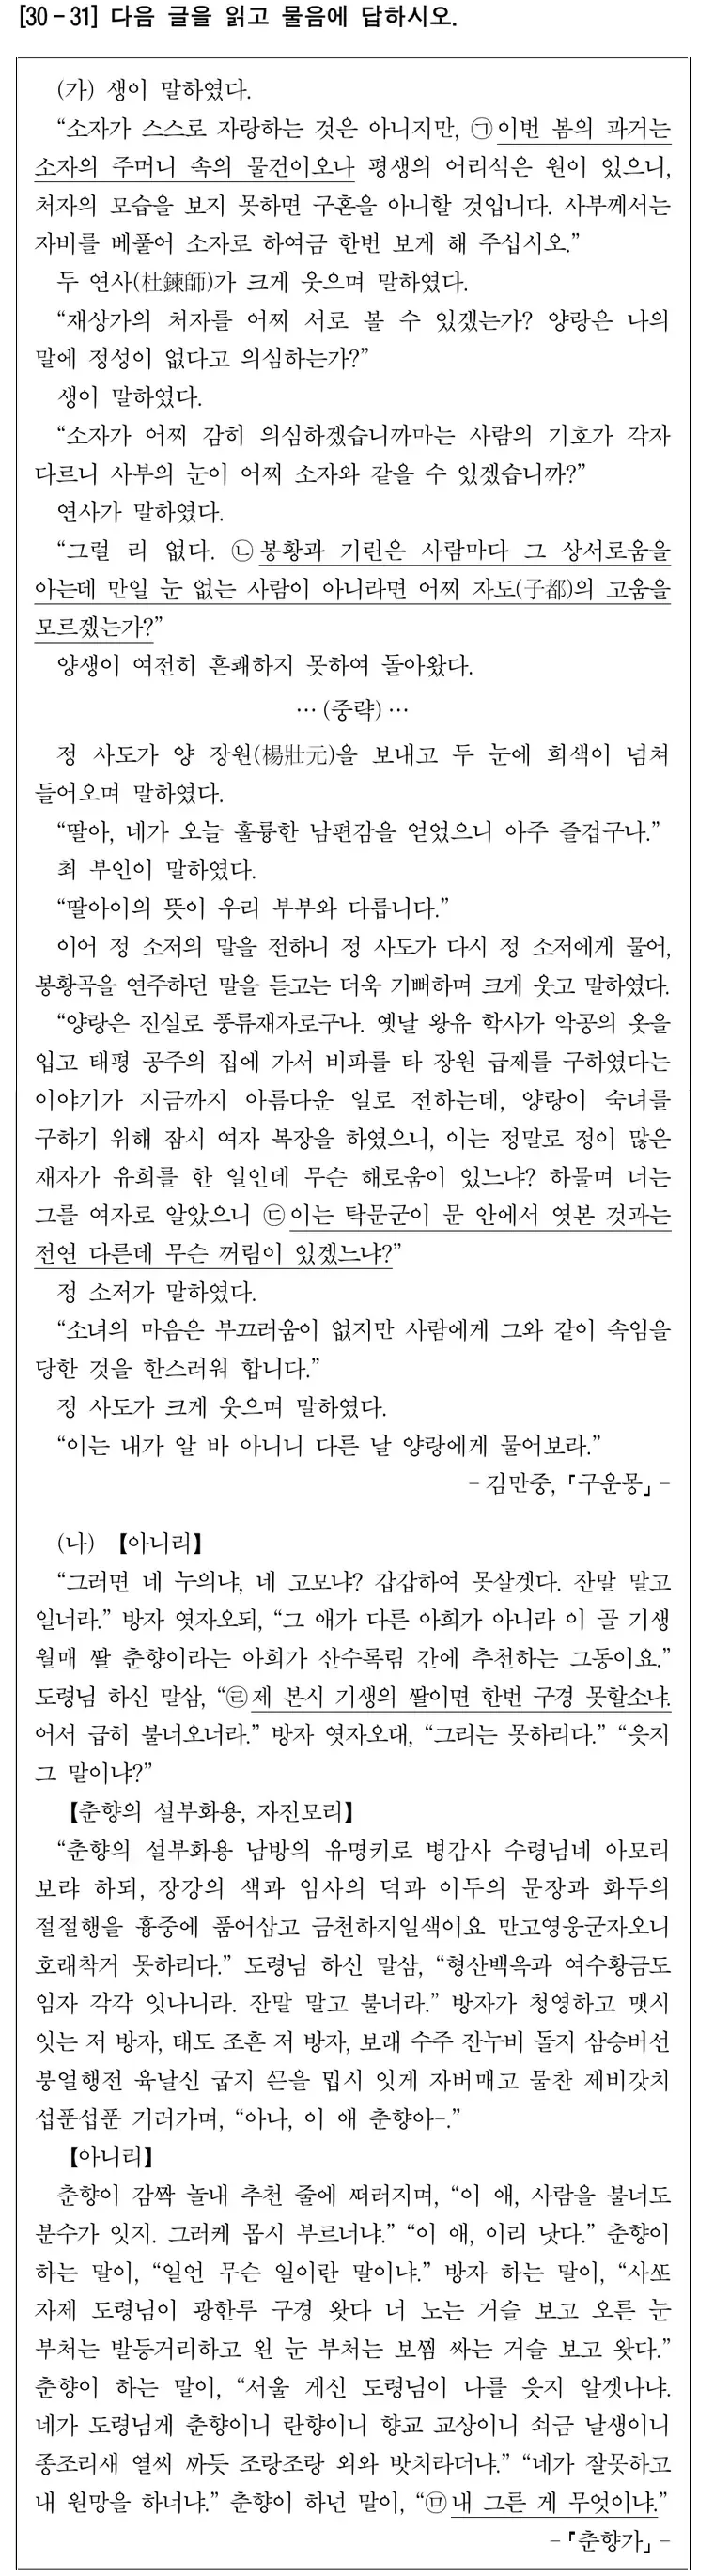 [30-31] 다음 글을 읽고 물음에 답하시오.
(가) 생이 말하였다.
“소자가 스스로 자랑하는 것은 아니지만, ㉠이번 봄의 과거는
소자의 주머니 속의 물건이오나 평생의 어리석은 원이 있으니,
처자의 모습을 보지 못하면 구혼을 아니할 것입니다. 사부께서는
자비를 베풀어 소자로 하여금 한번 보게 해 주십시오.”
두 연사(杜鍊師)가 크게 웃으며 말하였다.
“재상가의 처자를 어찌 서로 볼 수 있겠는가? 양랑은 나의
말에 정성이 없다고 의심하는가?”
생이 말하였다.
“소자가 어찌 감히 의심하겠습니까마는 사람의 기호가 각자
다르니 사부의 눈이 어찌 소자와 같을 수 있겠습니까?”
연사가 말하였다.
“그럴 리 없다. ㉡봉황과 기린은 사람마다 그 상서로움을
아는데 만일 눈 없는 사람이 아니라면 어찌 자도(子都)의 고움을
모르겠는가?”
양생이 여전히 흔쾌하지 못하여 돌아왔다.
…(중략)…
정 사도가 양 장원(楊壯元)을 보내고 두 눈에 희색이 넘쳐
들어오며 말하였다.
“딸아, 네가 오늘 훌륭한 남편감을 얻었으니 아주 즐겁구나.”
최 부인이 말하였다.
“딸아이의 뜻이 우리 부부와 다릅니다.”
이어 정 소저의 말을 전하니 정 사도가 다시 정 소저에게 물어,
봉황곡을 연주하던 말을 듣고는 더욱 기뻐하며 크게 웃고 말하였다.
“양랑은 진실로 풍류재자로구나. 옛날 왕유 학사가 악공의 옷을
입고 태평 공주의 집에 가서 비파를 타 장원 급제를 구하였다는
이야기가 지금까지 아름다운 일로 전하는데, 양랑이 숙녀를
구하기 위해 잠시 여자 복장을 하였으니, 이는 정말로 정이 많은
재자가 유희를 한 일인데 무슨 해로움이 있느냐? 하물며 너는
그를 여자로 알았으니 ㉢이는 탁문군이 문 안에서 엿본 것과는
전연 다른데 무슨 꺼림이 있겠느냐?”
정 소저가 말하였다.
“소녀의 마음은 부끄러움이 없지만 사람에게 그와 같이 속임을
당한 것을 한스러워 합니다.”
정 사도가 크게 웃으며 말하였다.
“이는 내가 알 바 아니니 다른 날 양랑에게 물어보라.”
- 김만중, 「구운몽」 -
(나) 【아니리】
“그러면 네 누의냐, 네 고모냐? 갑갑하여 못살겟다. 잔말 말고
일너라.” 방자 엿자오되, “그 애가 다른 아희가 아니라 이 골 기생
월매 딸 춘향이라는 아희가 산수록림 간에 추천하는 그동이요.”
도령님 하신 말삼, “㉣제 본시 기생의 딸이면 한번 구경 못할소냐.
어서 급히 불너오너라.” 방자 엿자오대, “그리는 못하리다.” “읏지
그 말이냐?”
【춘향의 설부화용, 자진모리】
“춘향의 설부화용 남방의 유명키로 병감사 수령님네 아모리
보랴 하되, 장강의 색과 임사의 덕과 이두의 문장과 화두의
절절행을 흉중에 품어삽고 금천하지일색이요 만고영웅군자오니
호래착거 못하리다.” 도령님 하신 말삼, “형산백옥과 여수황금도
임자 각각 잇나니라. 잔말 말고 불너라.” 방자가 청영하고 맷시
잇는 저 방자, 태도 조흔 저 방자, 보래 수주 잔누비 돌지 삼승버선
붕얼행전 육날신 굽지 끈을 밉시 잇게 자버매고 물찬 제비갓치
섭푼섭푼 거러가며, “아나, 이 애 춘향아-.”
【아니리】
춘향이 감짝 놀내 추천 줄에 떠러지며, “이 애, 사람을 불너도
분수가 잇지. 그러케 몹시 부르너냐.” “이 애, 이리 낫다.” 춘향이
하는 말이, “일언 무슨 일이란 말이냐.” 방자 하는 말이, “사또
자제 도령님이 광한루 구경 왓다 너 노는 거슬 보고 오른 눈
부처는 발등거리하고 왼 눈 부처는 보찜 싸는 거슬 보고 왓다.”
춘향이 하는 말이, “서울 게신 도령님이 나를 읏지 알겟나냐.
네가 도령님게 춘향이니 란향이니 향교 교상이니 쇠금 날생이니
종조리새 열씨 까듯 조랑조랑 외와 밧치라더냐.” “네가 잘못하고
내 원망을 하너냐.” 춘향이 하넌 말이, “㉤내 그른 게 무엇이냐.”
- 「춘향가」 -